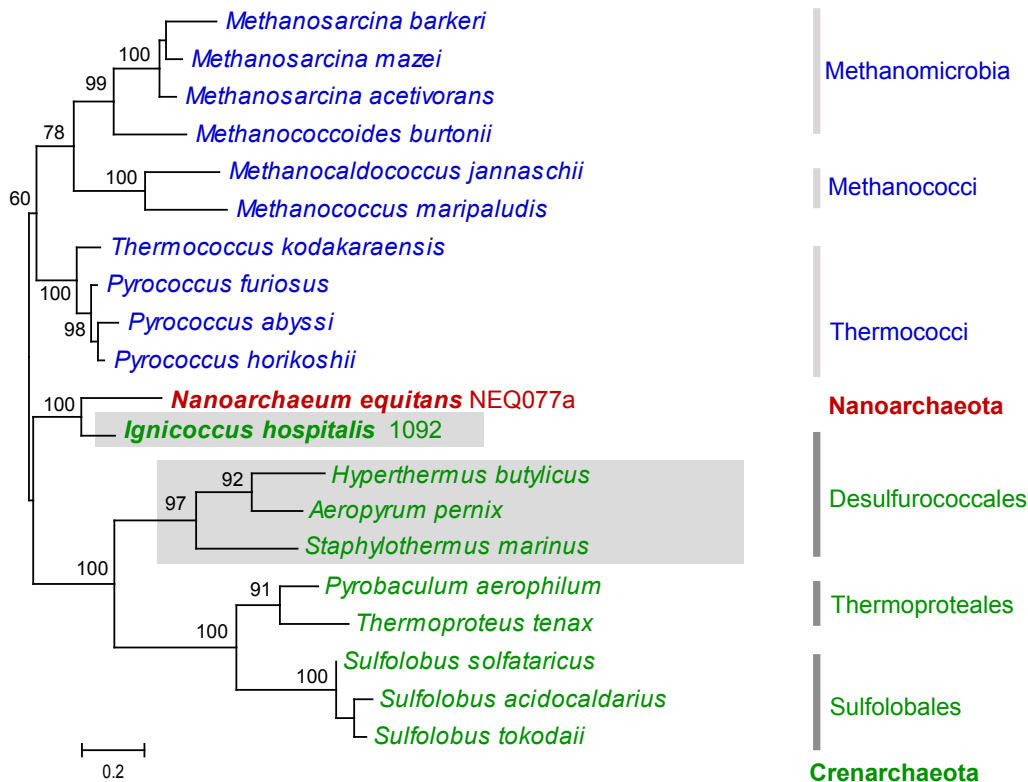 Methanosarcina barkeri
100
Methanosarcina mazei
Methanomicrobia
99
Methanosarcina acetivorans
78
Methanococcoides burtonii
Methanocaldococcus jannaschii
100
Methanococci
60
Methanococcus maripaludis
Thermococcus kodakaraensis
100
Pyrococcus furiosus
98
Pyrococcus abyssi
Thermococci
Pyrococcus horikoshii
100
Nanoarchaeum equitans NEQ077a
Nanoarchaeota
Ignicoccus hospitalis 1092
92
Hyperthermus butylicus
97
Aeropyrum pernix
Desulfurococcales
Staphylothermus marinus
100
91
Pyrobaculum aerophilum
Thermoproteales
100
Thermoproteus tenax
100
Sulfolobus solfataricus
Sulfolobus acidocaldarius
Sulfolobales
Sulfolobus tokodaii
0.2
Crenarchaeota